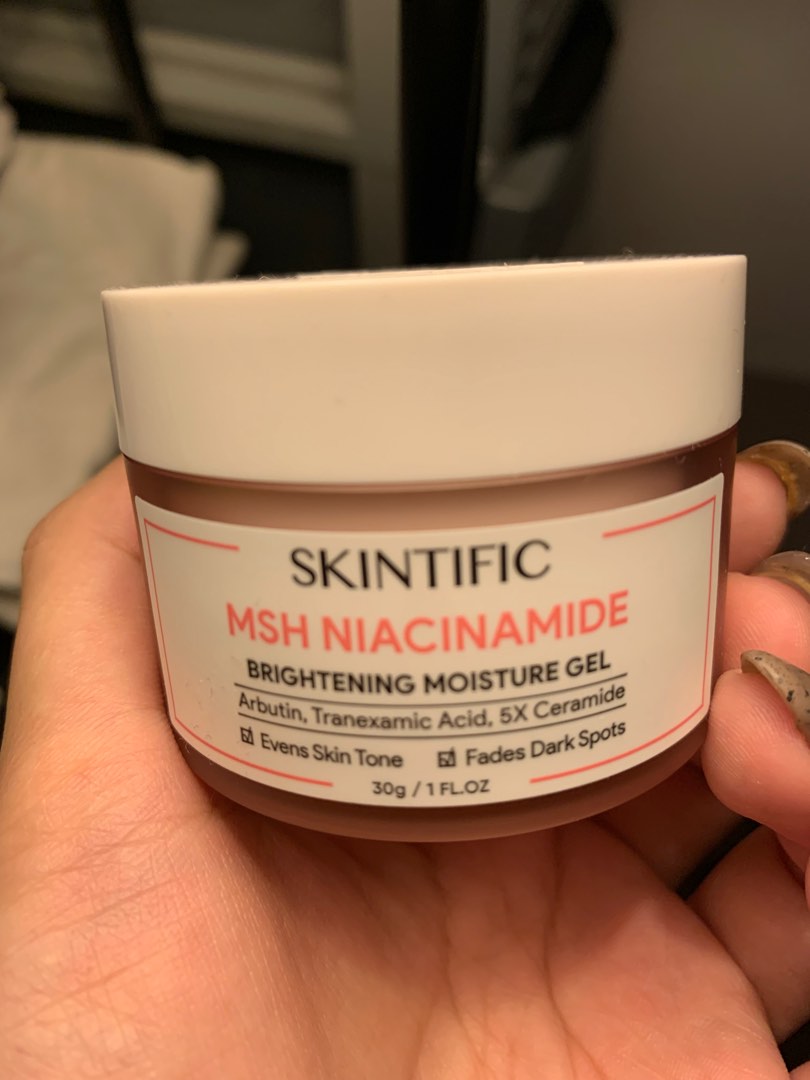 SKINTIFIC
MSH NIACINAMIDE
BRIGHTENING MOISTURE GEL
Arbutin, Tranexamic Acid, 5X Ceramide
Evens Skin Tone Fades Dark Spots
30g / 1 FL.OZ